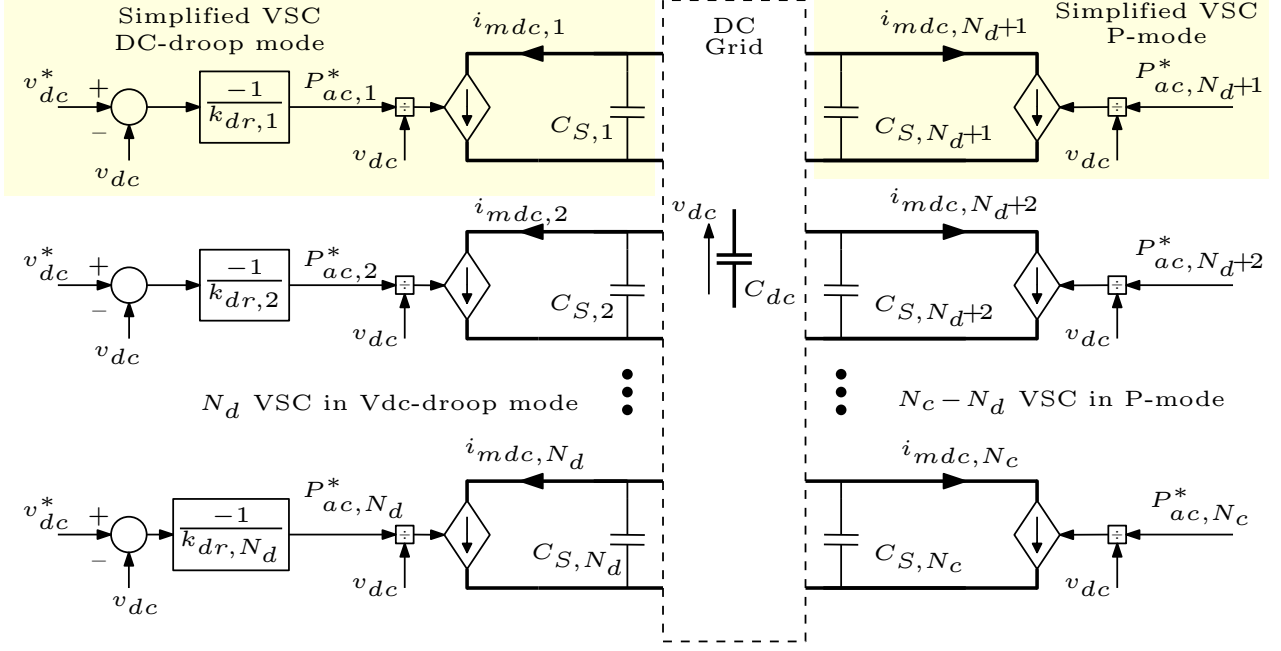 Simplified VSC
DC-droop mode
i_{mdc,1}
DC
Grid
i_{mdc,N_d+1}
Simplified VSC
P-mode
v^*_{dc}
+
−
v_{dc}
\frac{-1}{k_{dr,1}}
P^*_{ac,1}
÷
v_{dc}
C_{S,1}
C_{S,N_d+1}
P^*_{ac,N_d+1}
÷
v_{dc}
i_{mdc,2}
v_{dc}
C_{dc}
i_{mdc,N_d+2}
v^*_{dc}
+
−
v_{dc}
\frac{-1}{k_{dr,2}}
P^*_{ac,2}
÷
v_{dc}
C_{S,2}
C_{S,N_d+2}
P^*_{ac,N_d+2}
÷
v_{dc}
N_d VSC in Vdc-droop mode
N_c − N_d VSC in P-mode
i_{mdc,N_d}
i_{mdc,N_c}
v^*_{dc}
+
−
v_{dc}
\frac{-1}{k_{dr,N_d}}
P^*_{ac,N_d}
÷
v_{dc}
C_{S,N_d}
C_{S,N_c}
P^*_{ac,N_c}
÷
v_{dc}